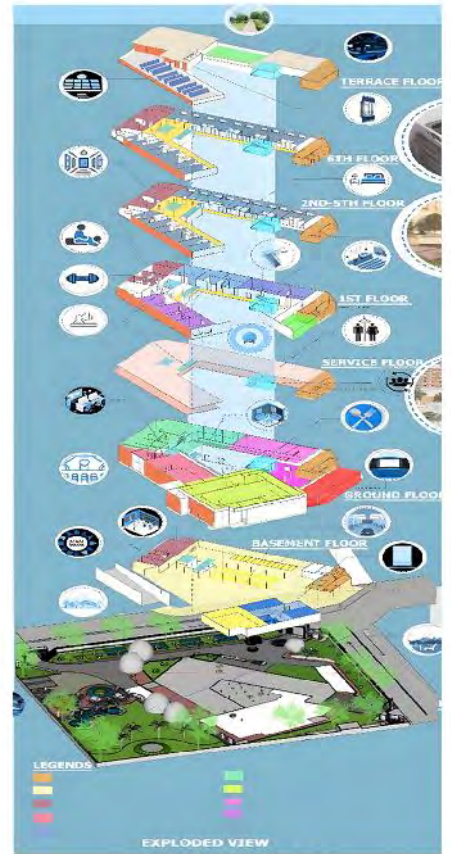 TERRACE FLOOR
6TH FLOOR
2ND-5TH FLOOR
1ST FLOOR
SERVICE FLOOR
GROUND FLOOR
BASEMENT FLOOR
LEGENDS
EXPLODED VIEW